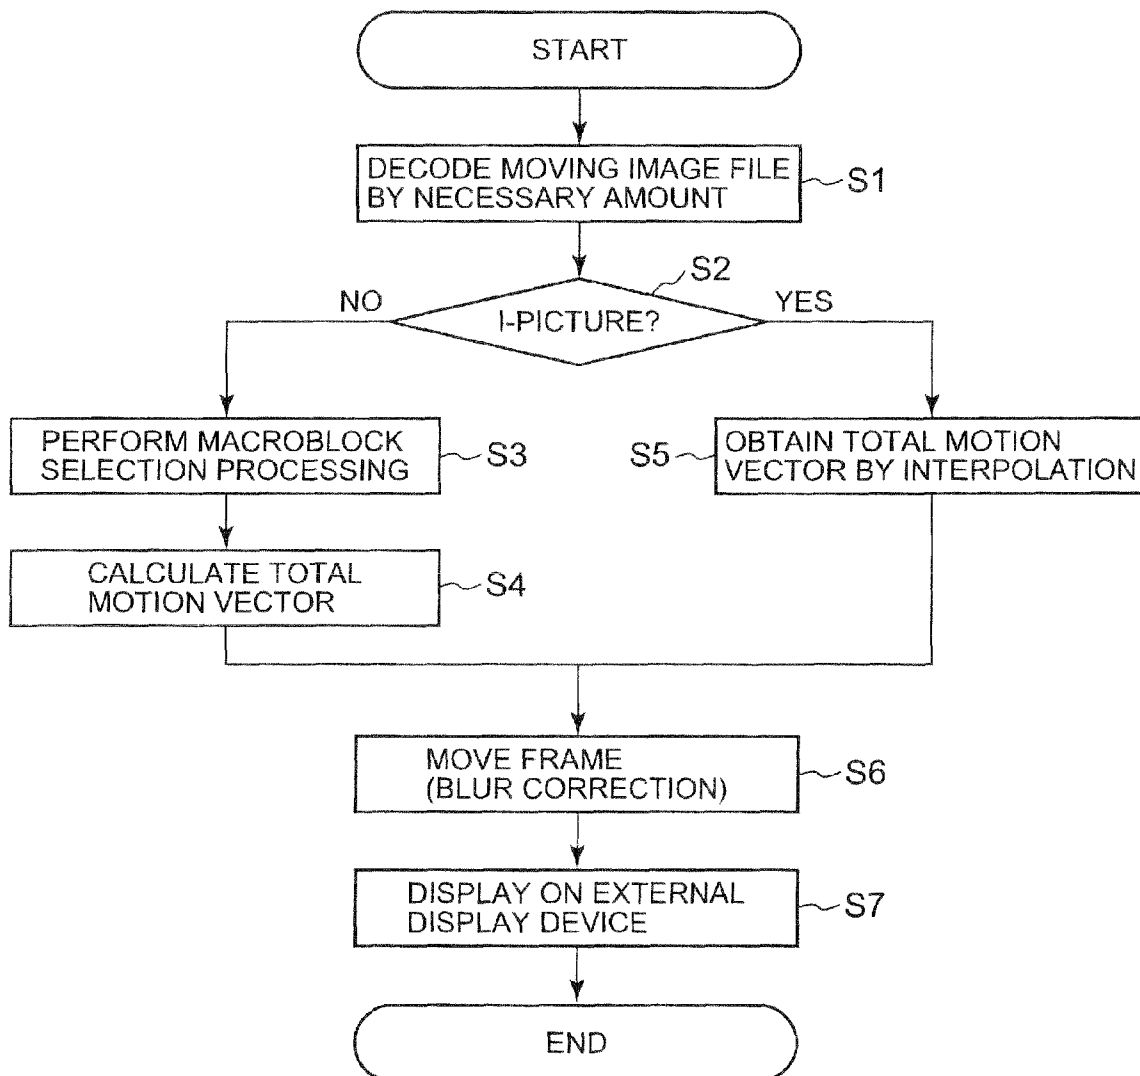 START
DECODE MOVING IMAGE FILE
BY NECESSARY AMOUNT
S1
S2
NO
I-PICTURE?
YES
PERFORM MACROBLOCK
SELECTION PROCESSING
S3
S5
OBTAIN TOTAL MOTION
VECTOR BY INTERPOLATION
CALCULATE TOTAL
MOTION VECTOR
S4
MOVE FRAME
(BLUR CORRECTION)
S6
DISPLAY ON EXTERNAL
DISPLAY DEVICE
S7
END